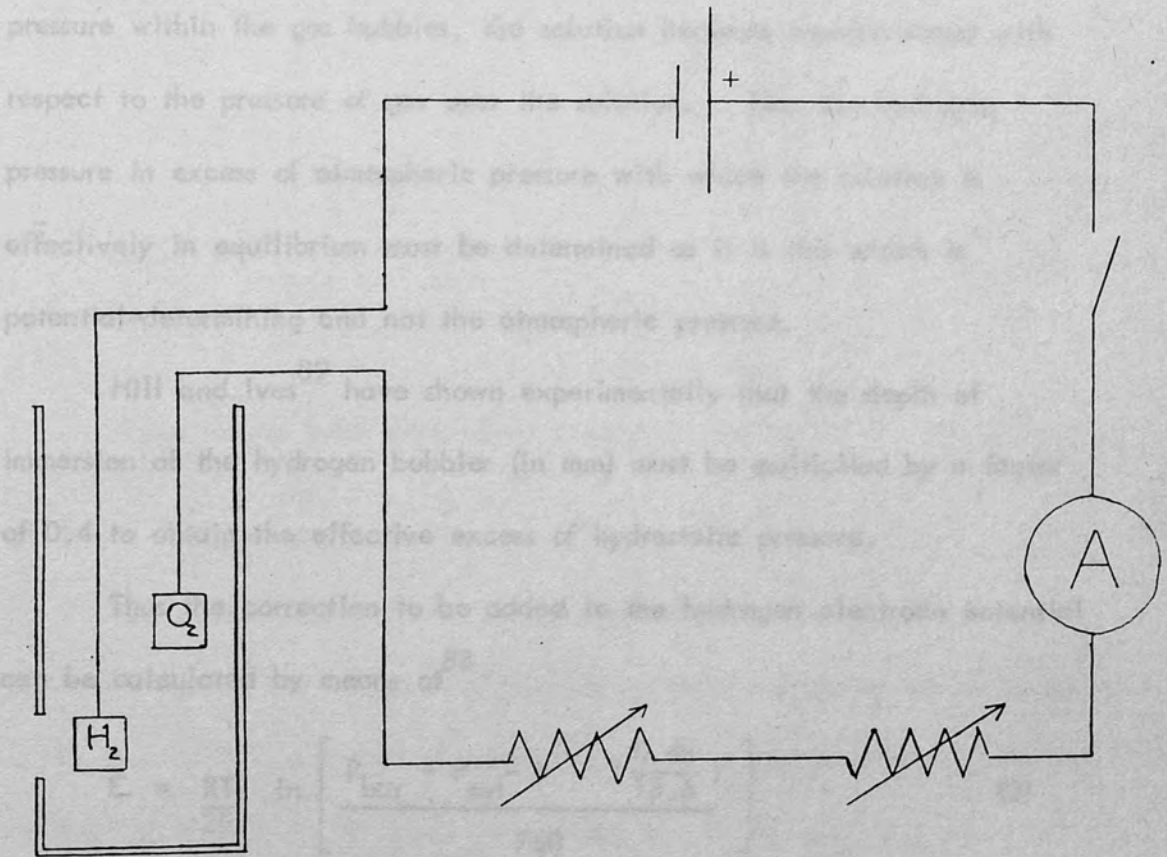 pressure within the gas bubbles, the solution becomes with
respect to the pressure of gas over the solution.
pressure in excess of atmospheric pressure with which the solution is
effectively in equilibrium must be determined as it is this which is
potential-determining and not the atmospheric pressure.
+
Hill and Ives have shown experimentally that the depth of
immersion of the hydrogen bubbler (in mm) must be multiplied by a factor
of 0.4 to obtain the effective excess of hydrostatic pressure.
A
O2
Thus the correction to be added to the hydrogen electrode potential
can be calculated by means of
H2
E = RT ln
760